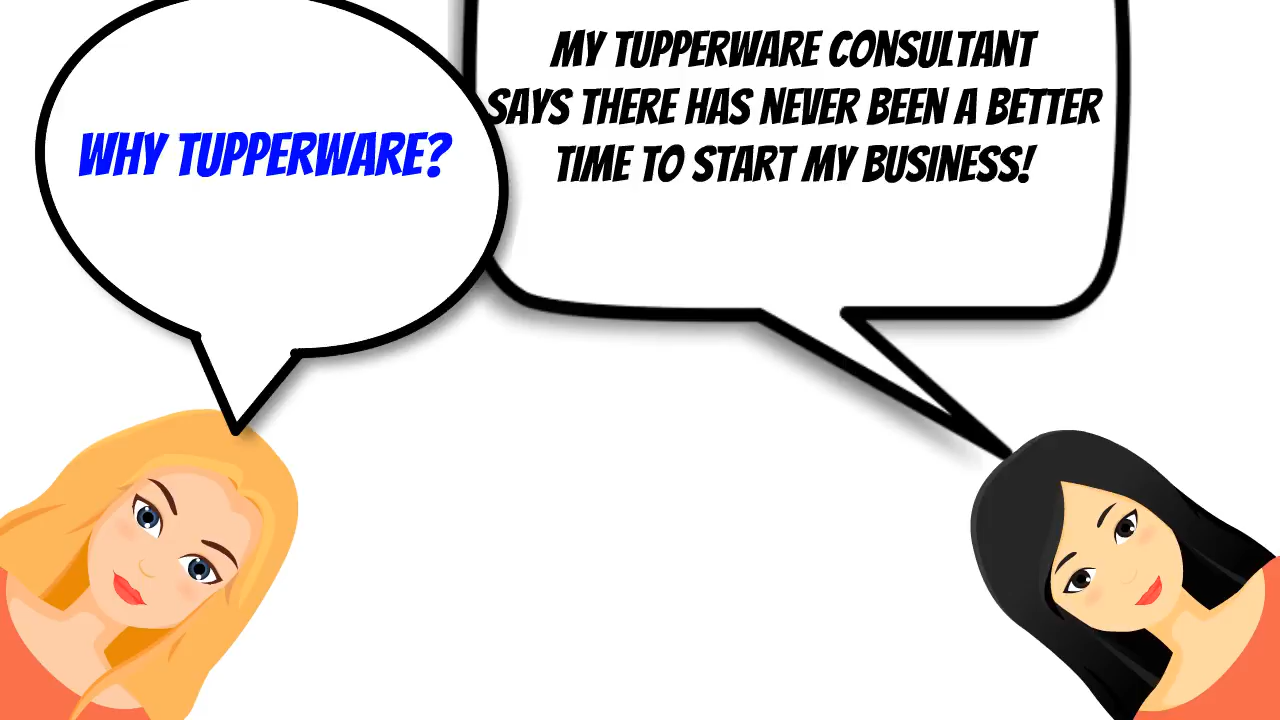 WHY TUPPERWARE?
MY TUPPERWARE CONSULTANT
SAYS THERE HAS NEVER BEEN A BETTER
TIME TO START MY BUSINESS!